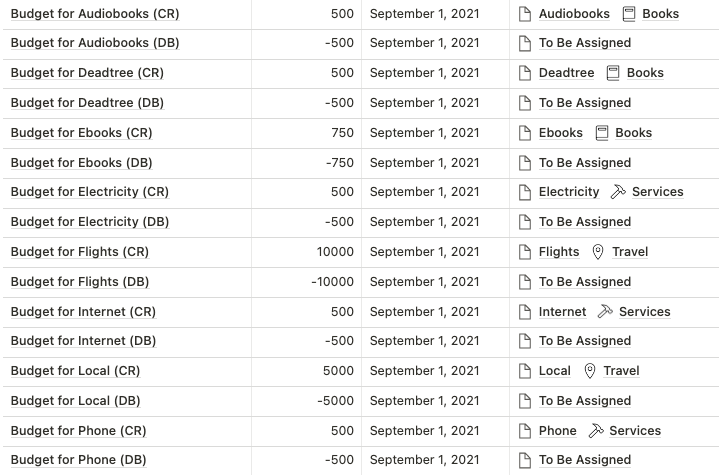 Budget for Audiobooks (CR) 500 September 1, 2021 Audiobooks Books
Budget for Audiobooks (DB) -500 September 1, 2021 To Be Assigned
Budget for Deadtree (CR) 500 September 1, 2021 Deadtree Books
Budget for Deadtree (DB) -500 September 1, 2021 To Be Assigned
Budget for Ebooks (CR) 750 September 1, 2021 Ebooks Books
Budget for Ebooks (DB) -750 September 1, 2021 To Be Assigned
Budget for Electricity (CR) 500 September 1, 2021 Electricity Services
Budget for Electricity (DB) -500 September 1, 2021 To Be Assigned
Budget for Flights (CR) 10000 September 1, 2021 Flights Travel
Budget for Flights (DB) -10000 September 1, 2021 To Be Assigned
Budget for Internet (CR) 500 September 1, 2021 Internet Services
Budget for Internet (DB) -500 September 1, 2021 To Be Assigned
Budget for Local (CR) 5000 September 1, 2021 Local Travel
Budget for Local (DB) -5000 September 1, 2021 To Be Assigned
Budget for Phone (CR) 500 September 1, 2021 Phone Services
Budget for Phone (DB) -500 September 1, 2021 To Be Assigned